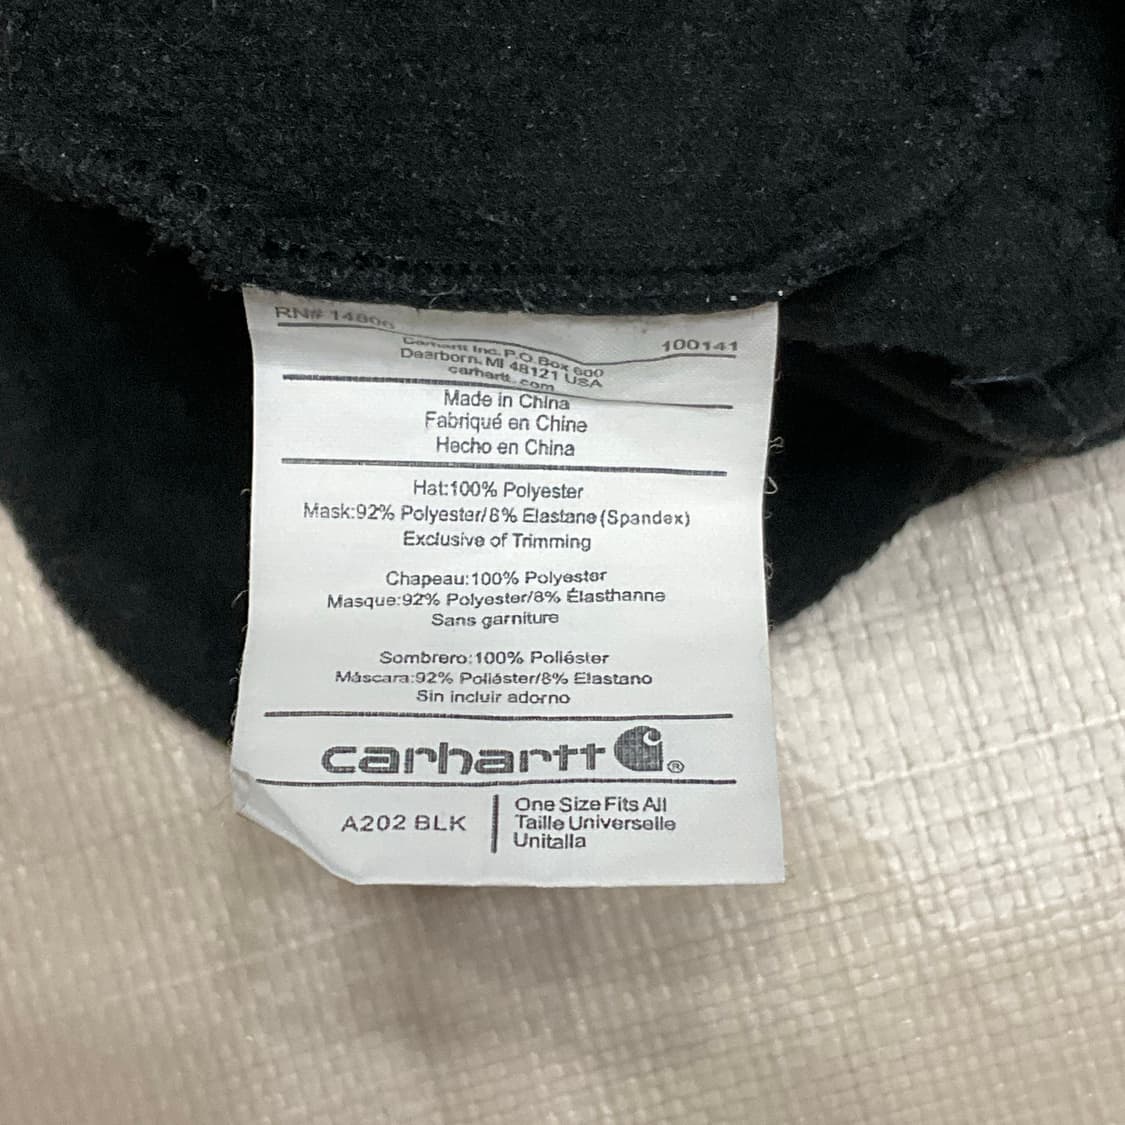 RN# 14806
100141
Carhartt Inc. P.O. Box 600
Dearborn, MI 48121 USA
carhartt.com
Made in China
Fabriqué en Chine
Hecho en China
Hat:100% Polyester
Mask:92% Polyester/8% Elastane (Spandex)
Exclusive of Trimming
Chapeau:100% Polyester
Masque:92% Polyester/8% Élasthanne
Sans garniture
Sombrero:100% Poliéster
Máscara:92% Poliéster/8% Elastano
Sin incluir adorno
carhartt ®
A202 BLK
One Size Fits All
Taille Universelle
Unitalla